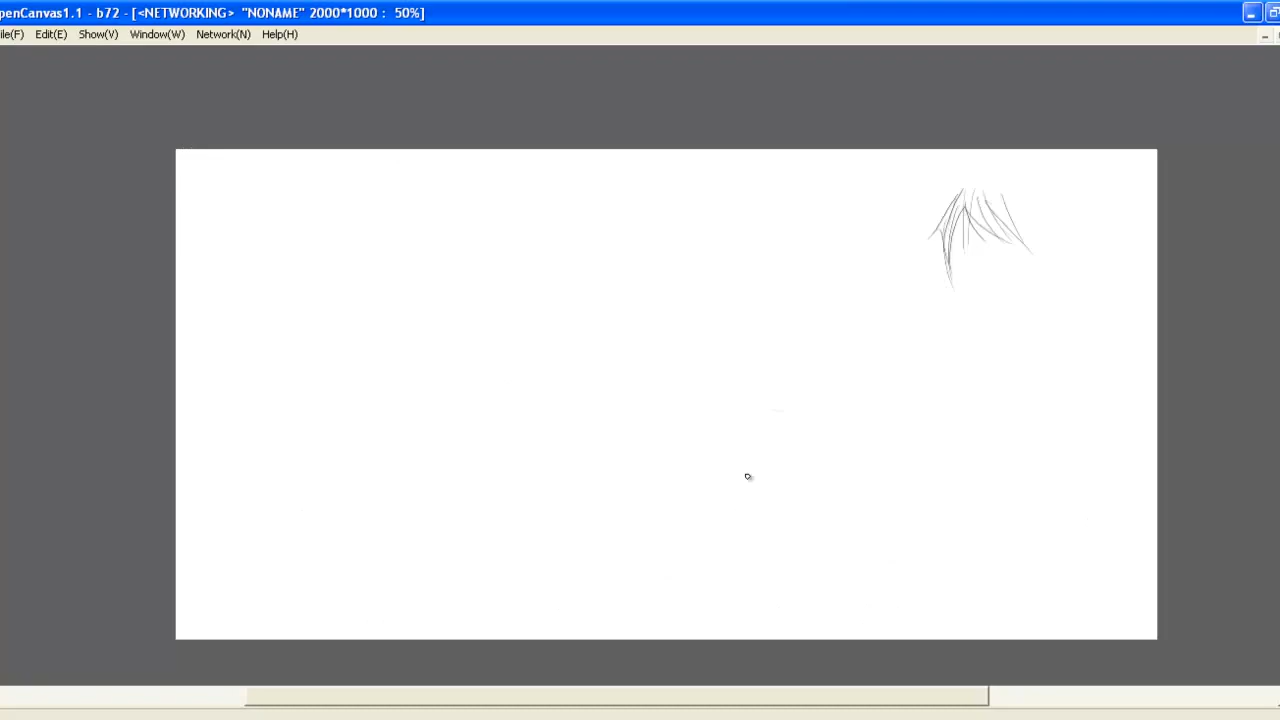 penCanvas1.1 - b72 - [<NETWORKING> "NONAME" 2000*1000 : 50%]
ile(F) Edit(E) Show(V) Window(W) Network(N) Help(H)